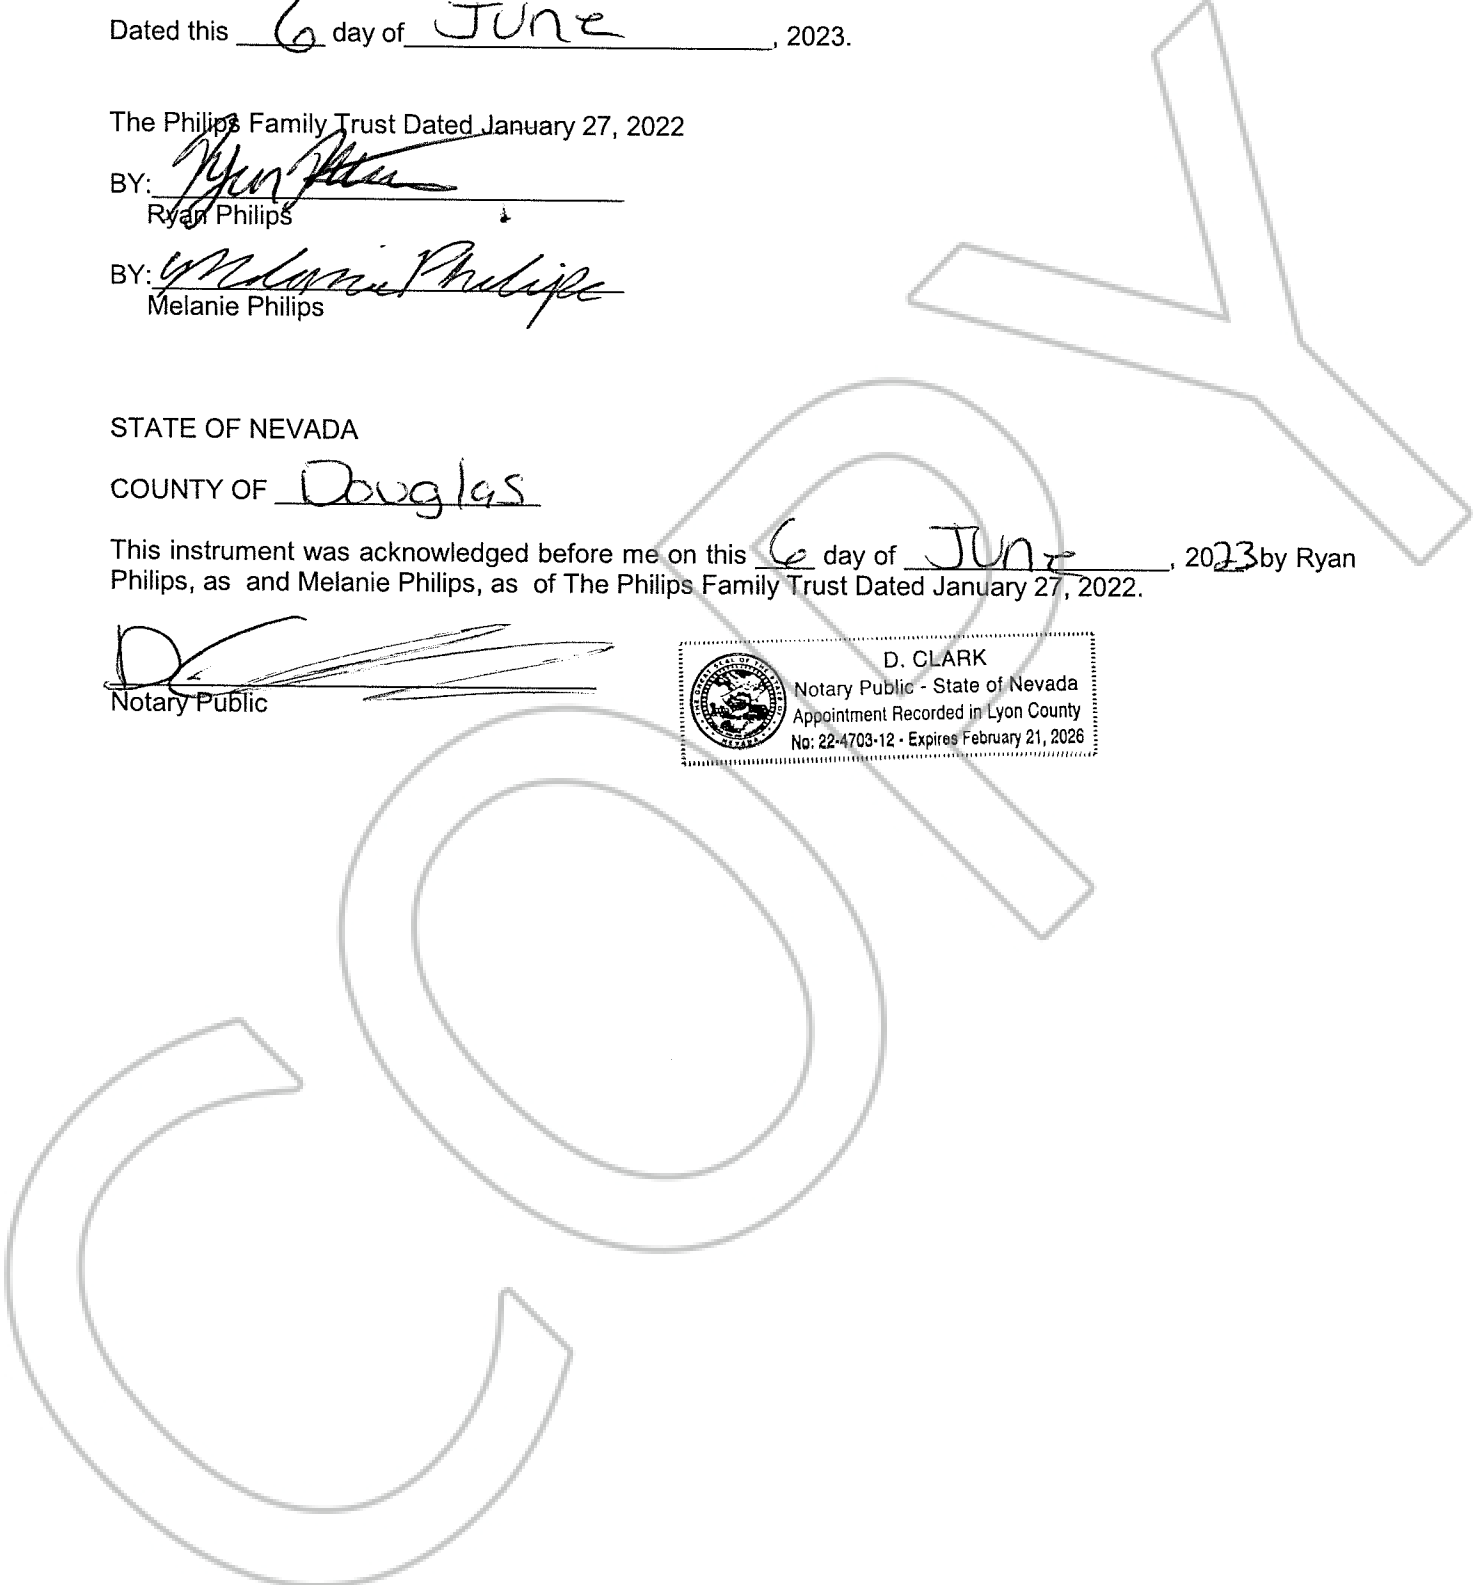 Dated this 6 day of June, 2023.
The Philips Family Trust Dated January 27, 2022
BY:
Ryan Philips
BY: Melanie Philips
Melanie Philips
STATE OF NEVADA
COUNTY OF Douglas
This instrument was acknowledged before me on this 6 day of June, 2023 by Ryan
Philips, as and Melanie Philips, as of The Philips Family Trust Dated January 27, 2022.
Notary Public
D. CLARK
Notary Public - State of Nevada
Appointment Recorded in Lyon County
No: 22-4703-12 - Expires February 21, 2026
COPY